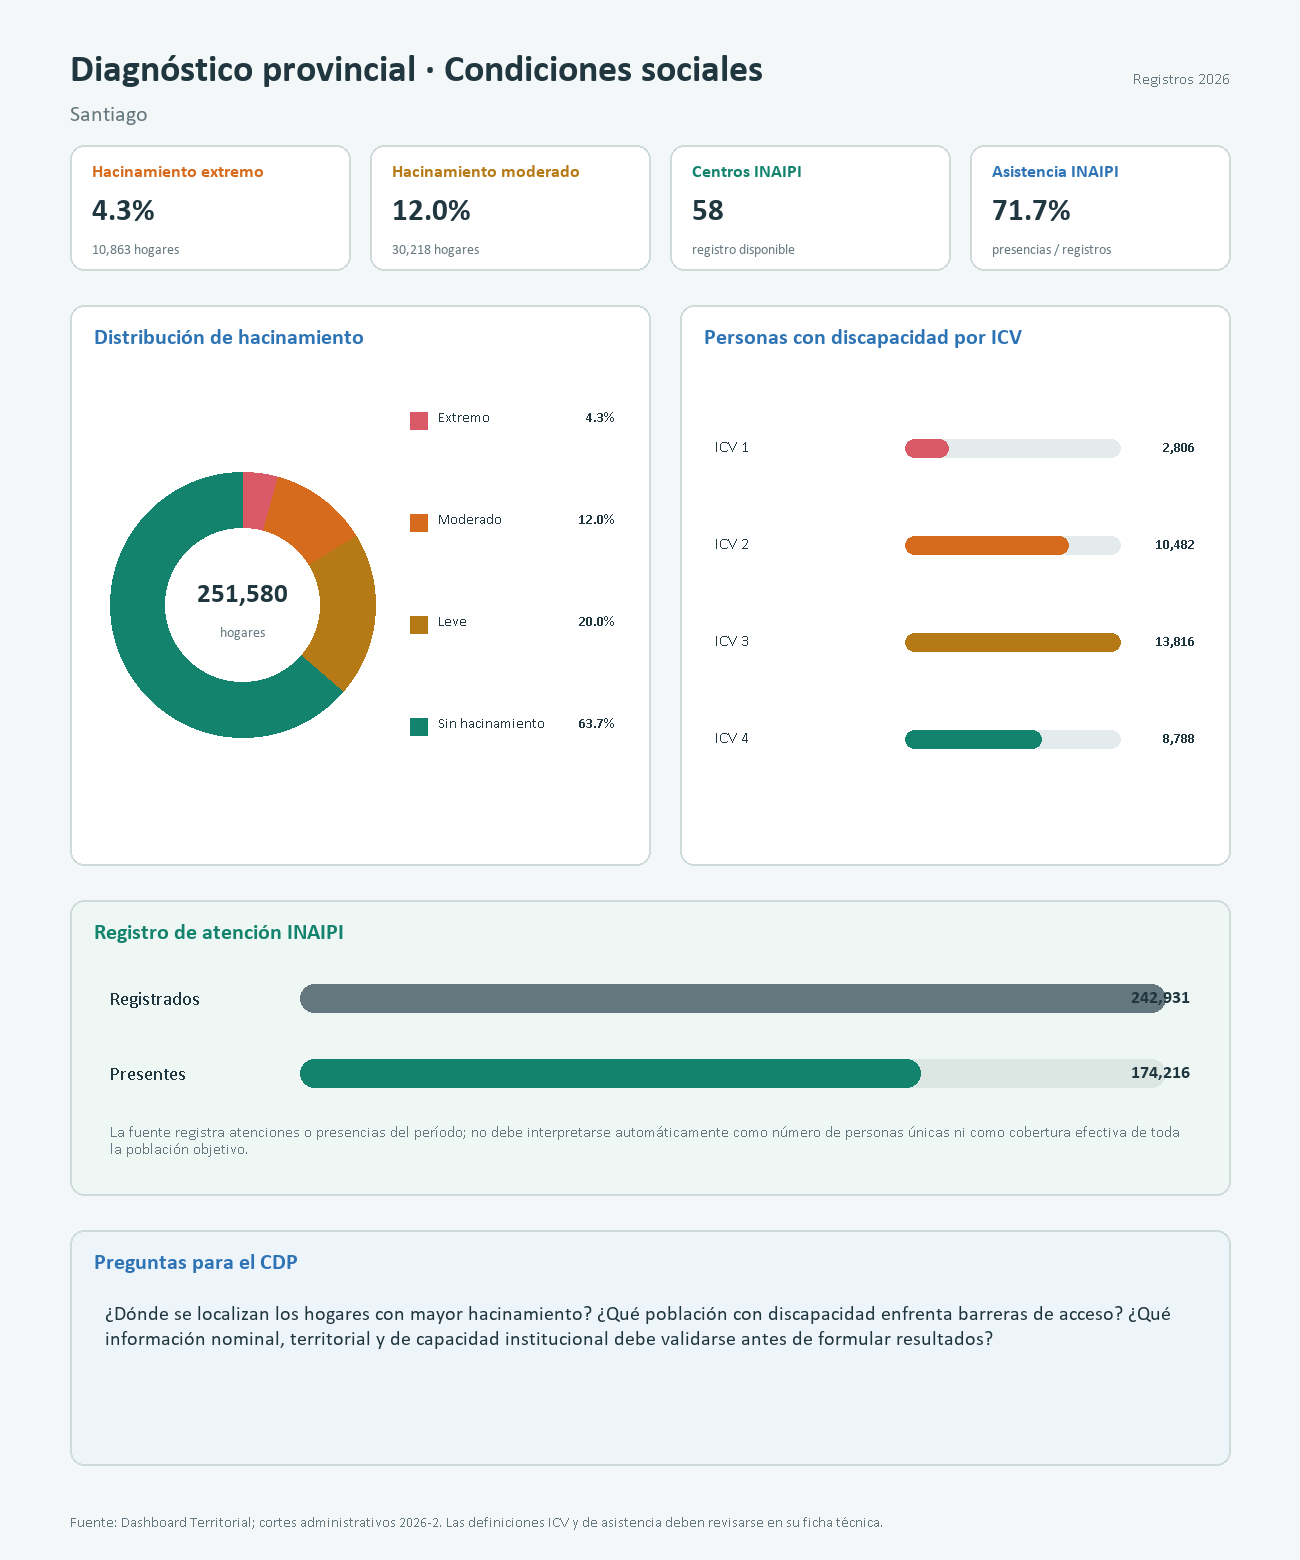 Diagnóstico provincial · Condiciones sociales
Registros 2026
Santiago
Hacinamiento extremo
4.3%
10,863 hogares
Hacinamiento moderado
12.0%
30,218 hogares
Centros INAIPI
58
registro disponible
Asistencia INAIPI
71.7%
presencias / registros
Distribución de hacinamiento
251,580
hogares
Extremo 4.3%
Moderado 12.0%
Leve 20.0%
Sin hacinamiento 63.7%
Personas con discapacidad por ICV
ICV 1 2,806
ICV 2 10,482
ICV 3 13,816
ICV 4 8,788
Registro de atención INAIPI
Registrados 242,931
Presentes 174,216
La fuente registra atenciones o presencias del período; no debe interpretarse automáticamente como número de personas únicas ni como cobertura efectiva de toda
la población objetivo.
Preguntas para el CDP
¿Dónde se localizan los hogares con mayor hacinamiento? ¿Qué población con discapacidad enfrenta barreras de acceso? ¿Qué
información nominal, territorial y de capacidad institucional debe validarse antes de formular resultados?
Fuente: Dashboard Territorial; cortes administrativos 2026-2. Las definiciones ICV y de asistencia deben revisarse en su ficha técnica.